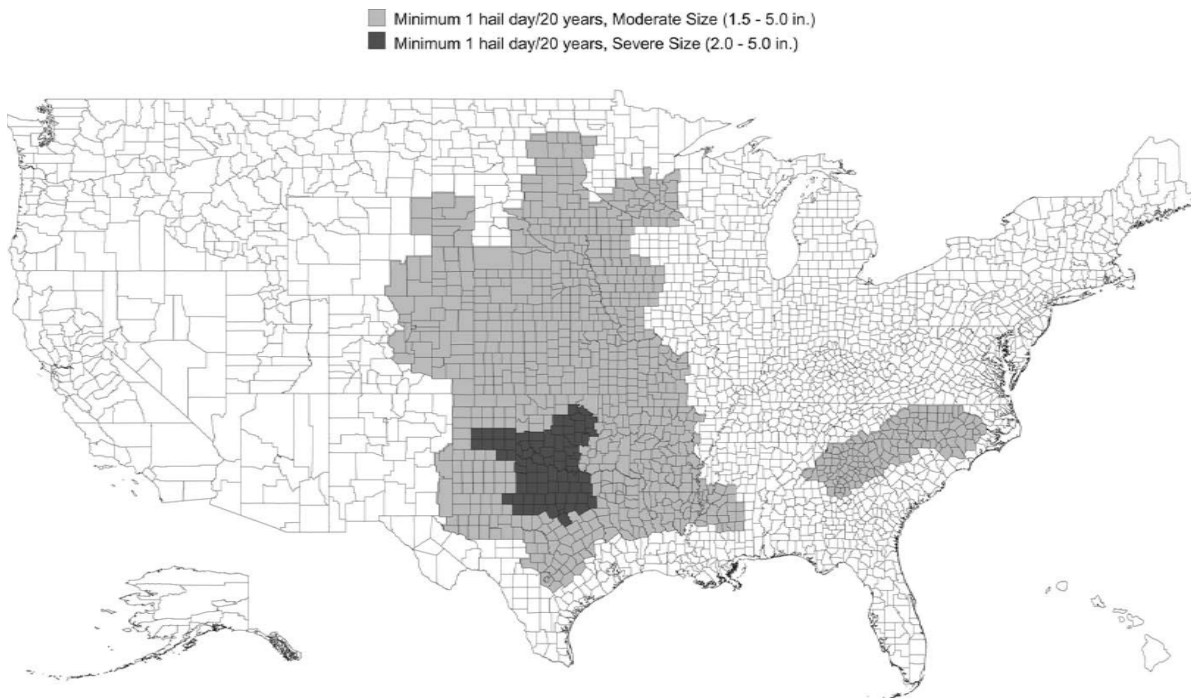 Minimum 1 hail day/20 years, Moderate Size (1.5 - 5.0 in.)
Minimum 1 hail day/20 years, Severe Size (2.0 - 5.0 in.)